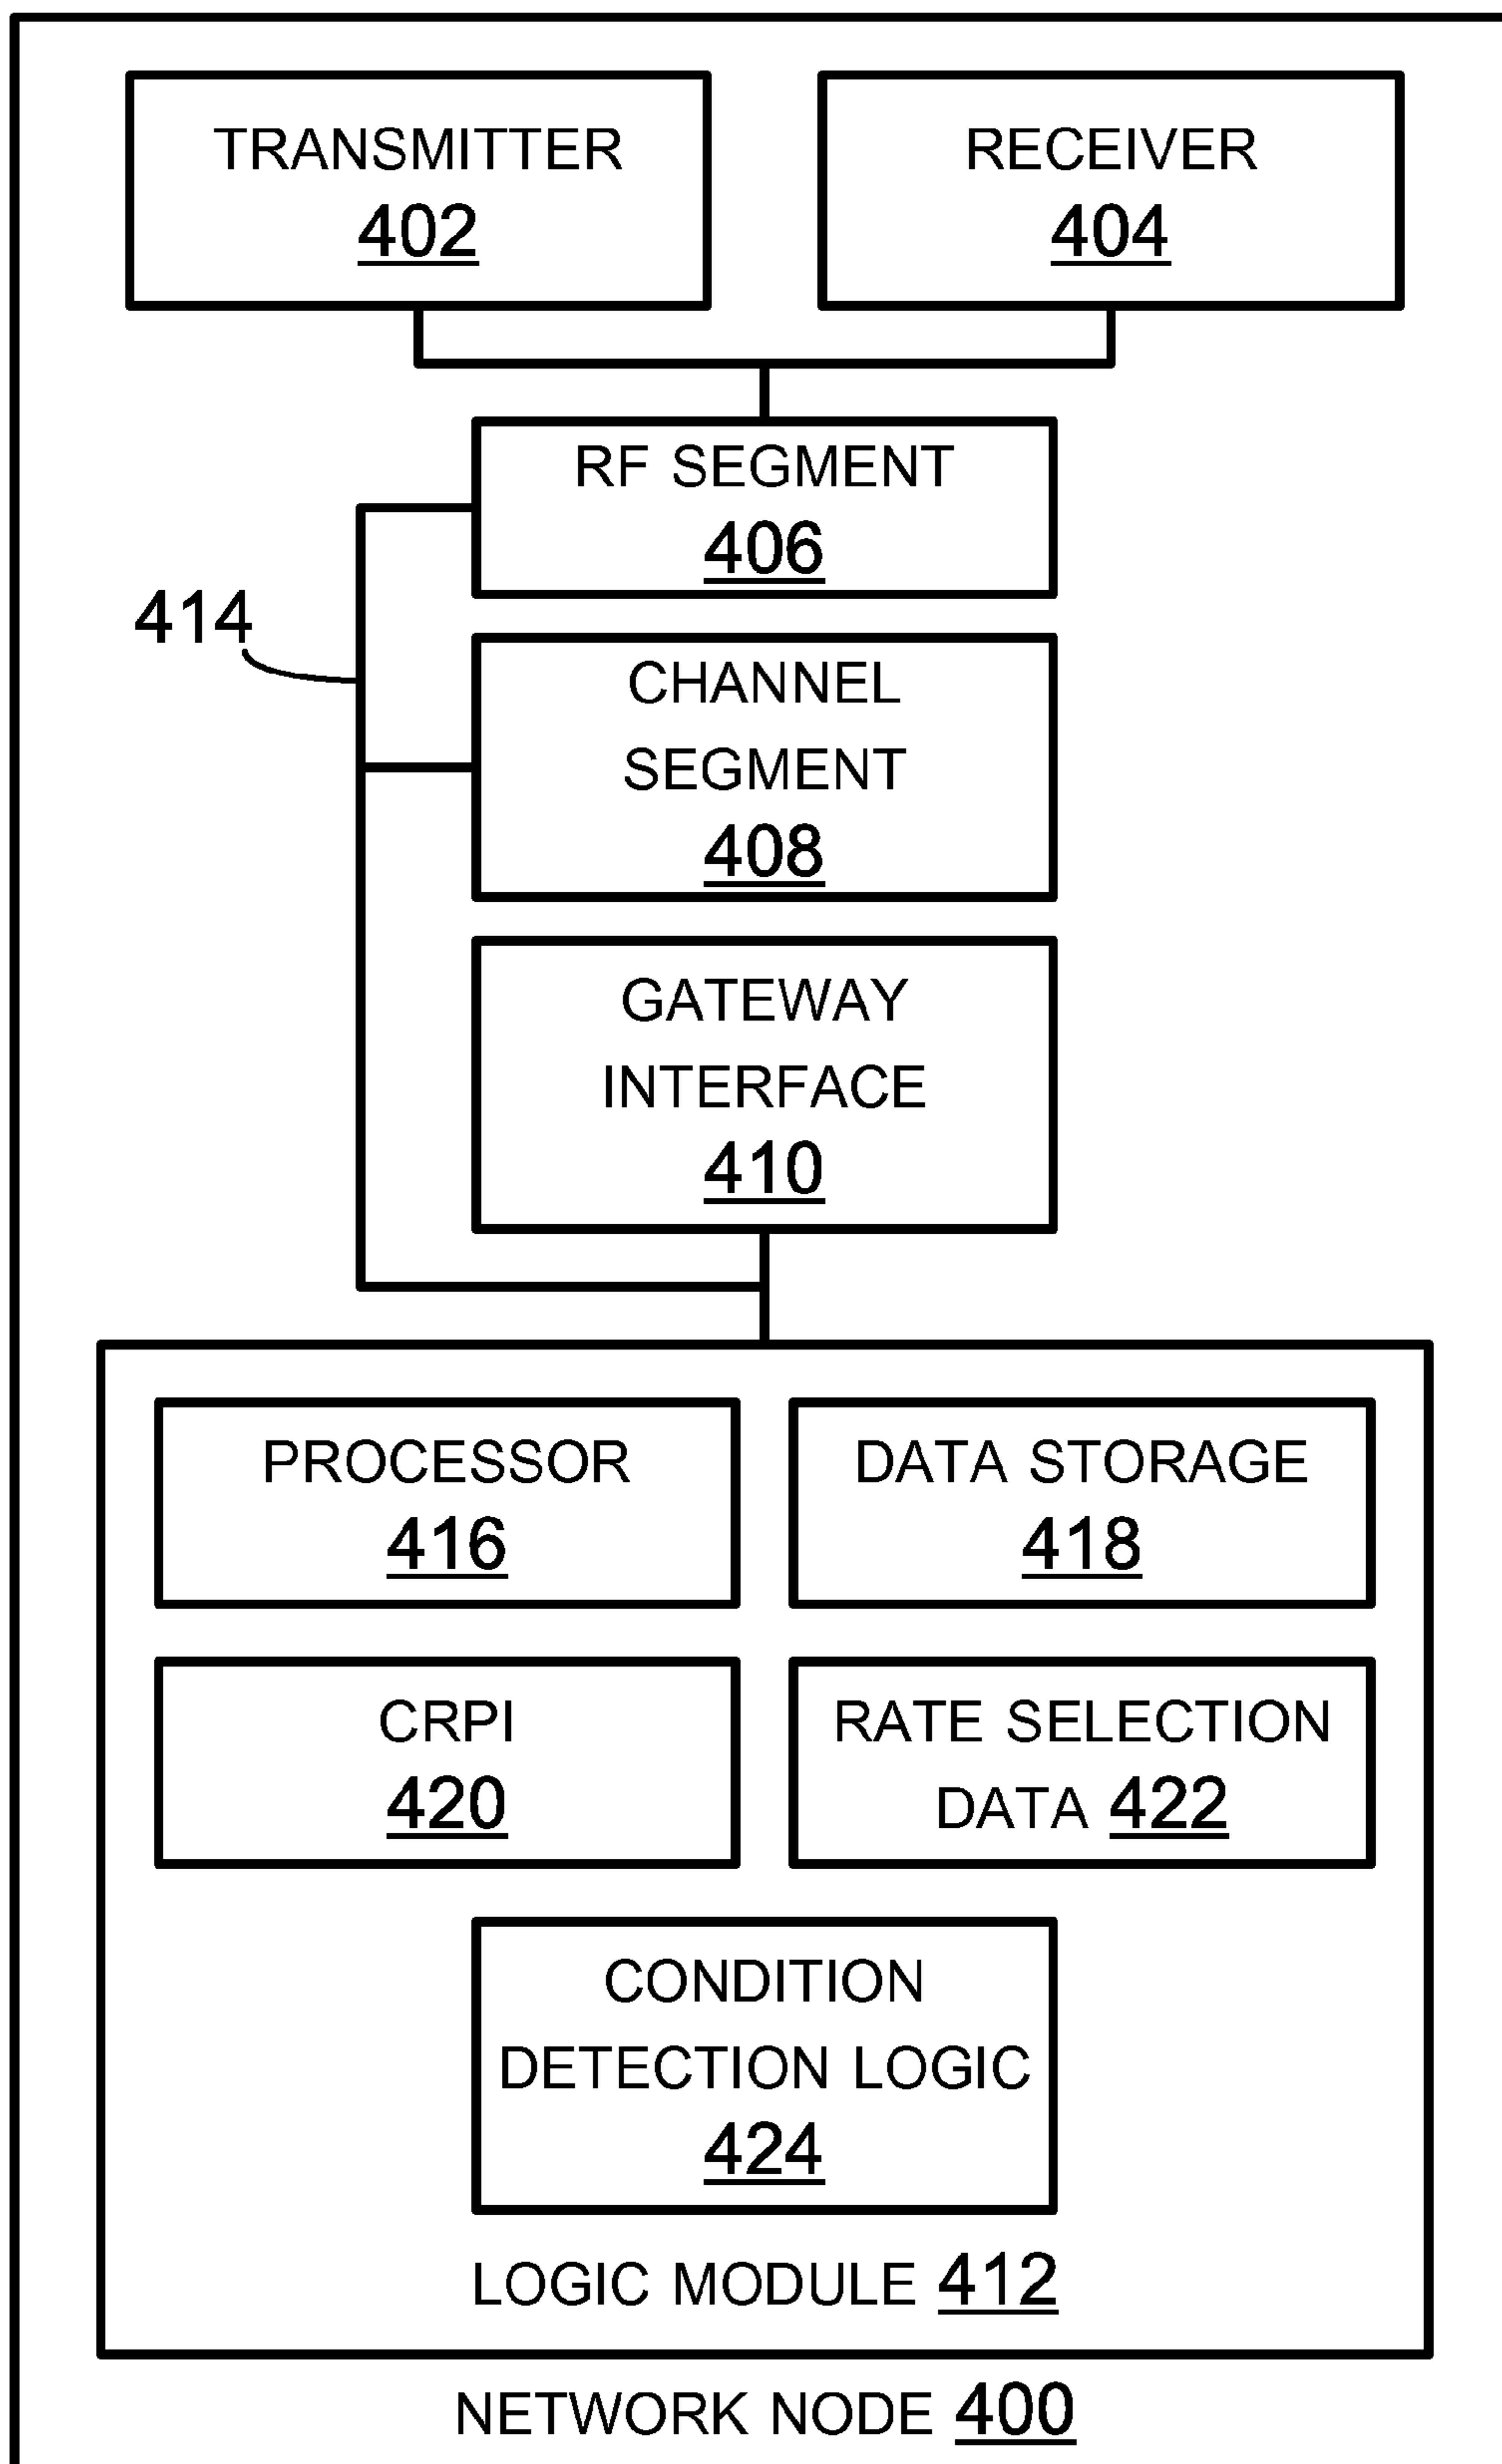 TRANSMITTER
402
RECEIVER
404
RF SEGMENT
406
414
CHANNEL
SEGMENT
408
GATEWAY
INTERFACE
410
PROCESSOR
416
DATA STORAGE
418
CRPI
420
RATE SELECTION
DATA 422
CONDITION
DETECTION LOGIC
424
LOGIC MODULE 412
NETWORK NODE 400